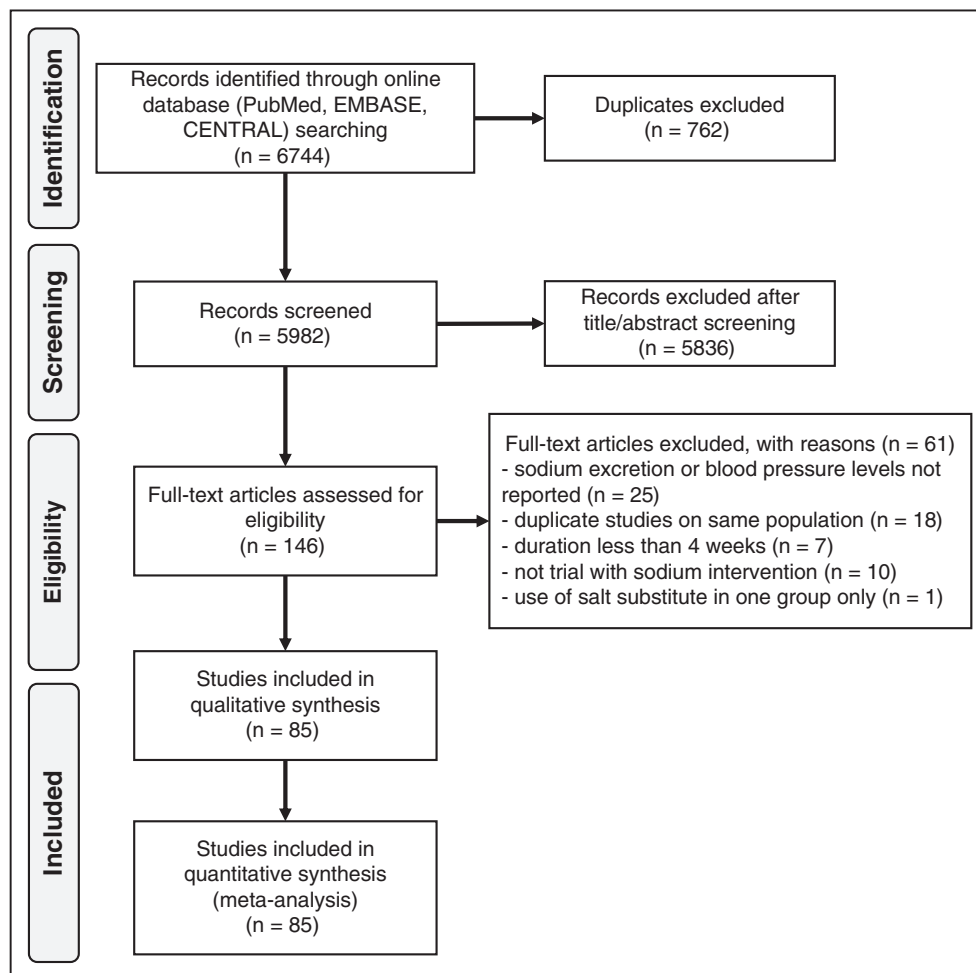 Identification
Records identified through online
database (PubMed, EMBASE,
CENTRAL) searching
(n = 6744)
Duplicates excluded
(n = 762)
Screening
Records screened
(n = 5982)
Records excluded after
title/abstract screening
(n = 5836)
Eligibility
Full-text articles assessed for
eligibility
(n = 146)
Full-text articles excluded, with reasons (n = 61)
- sodium excretion or blood pressure levels not
reported (n = 25)
- duplicate studies on same population (n = 18)
- duration less than 4 weeks (n = 7)
- not trial with sodium intervention (n = 10)
- use of salt substitute in one group only (n = 1)
Included
Studies included in
qualitative synthesis
(n = 85)
Studies included in
quantitative synthesis
(meta-analysis)
(n = 85)